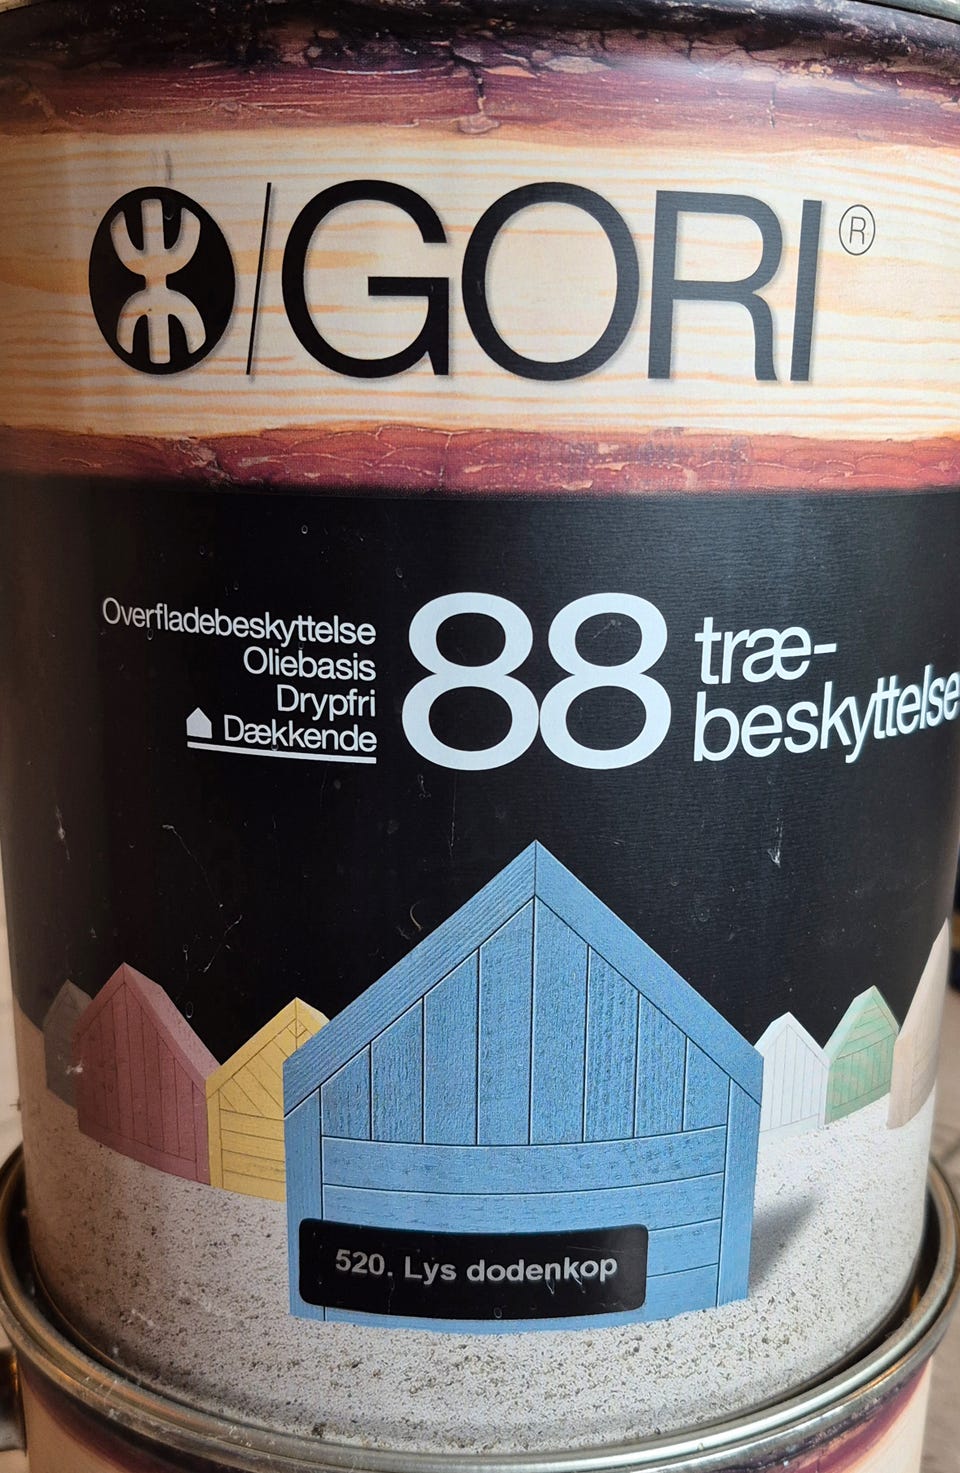 GORI®
Overfladebeskyttelse
Oliebasis
Drypfri
Dækkende
88
træ-
beskyttelse
520. Lys dodenkop